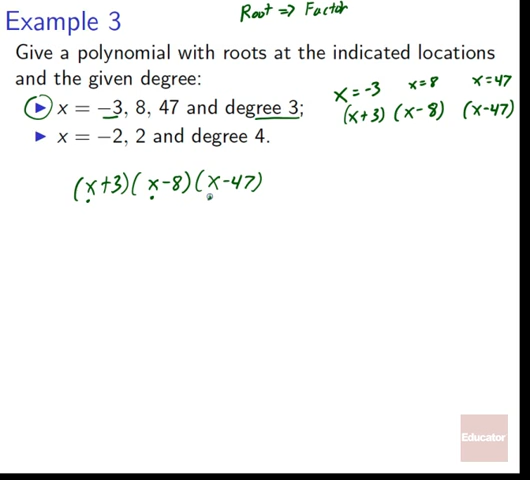 Root => Factor
Example 3
Give a polynomial with roots at the indicated locations
and the given degree:
x = −3, 8, 47 and degree 3;
x = -3 x = 8 x = 47
(x+3) (x-8) (x-47)
x = −2, 2 and degree 4.
(x+3)(x-8)(x-47)
Educator